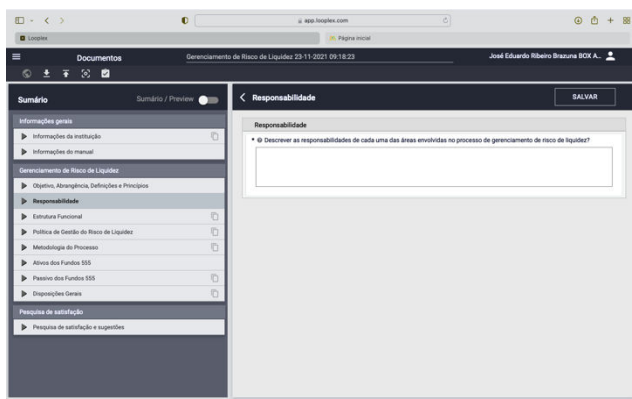 app.looplex.com
Looplex
Página inicial
Documentos
Gerenciamento de Risco de Liquidez 23-11-2021 09:18:23
José Eduardo Ribeiro Brazuna BOX A...
Sumário
Sumário / Preview
Responsabilidade
SALVAR
Informações gerais
Informações da instituição
Informações do manual
Gerenciamento de Risco de Liquidez
Objetivo, Abrangência, Definições e Princípios
Responsabilidade
Estrutura Funcional
Política de Gestão do Risco de Liquidez
Metodologia do Processo
Ativos dos Fundos 555
Passivo dos Fundos 555
Disposições Gerais
Pesquisa de satisfação
Pesquisa de satisfação e sugestões
Responsabilidade
* Descrever as responsabilidades de cada uma das áreas envolvidas no processo de gerenciamento de risco de liquidez?